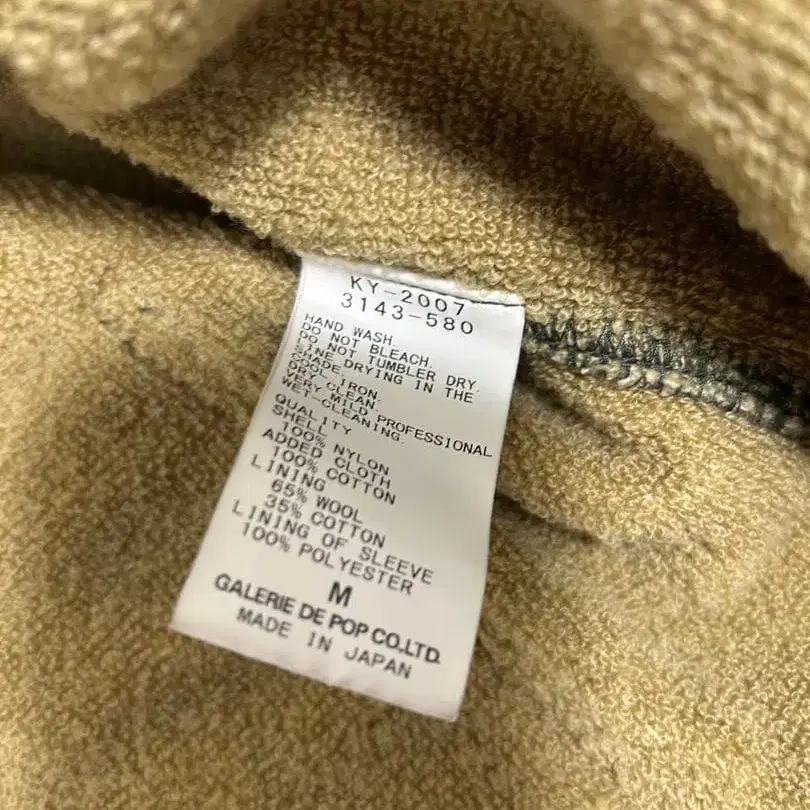 KY-2007
3143-580
HAND WASH.
DO NOT BLEACH.
DO NOT TUMBLER DRY.
LINE DRYING IN THE
SHADE.
COOL IRON.
DRYL CLEAN.
VERY MILD PROFESSIONAL
WET-CLEANING.
QUALITY
SHELL
100% NYLON
ADDED CLOTH
100% COTTON
LINING
65% WOOL
35% COTTON
LINING OF SLEEVE
100% POLYESTER
M
GALERIE DE POP CO.LTD.
MADE IN JAPAN